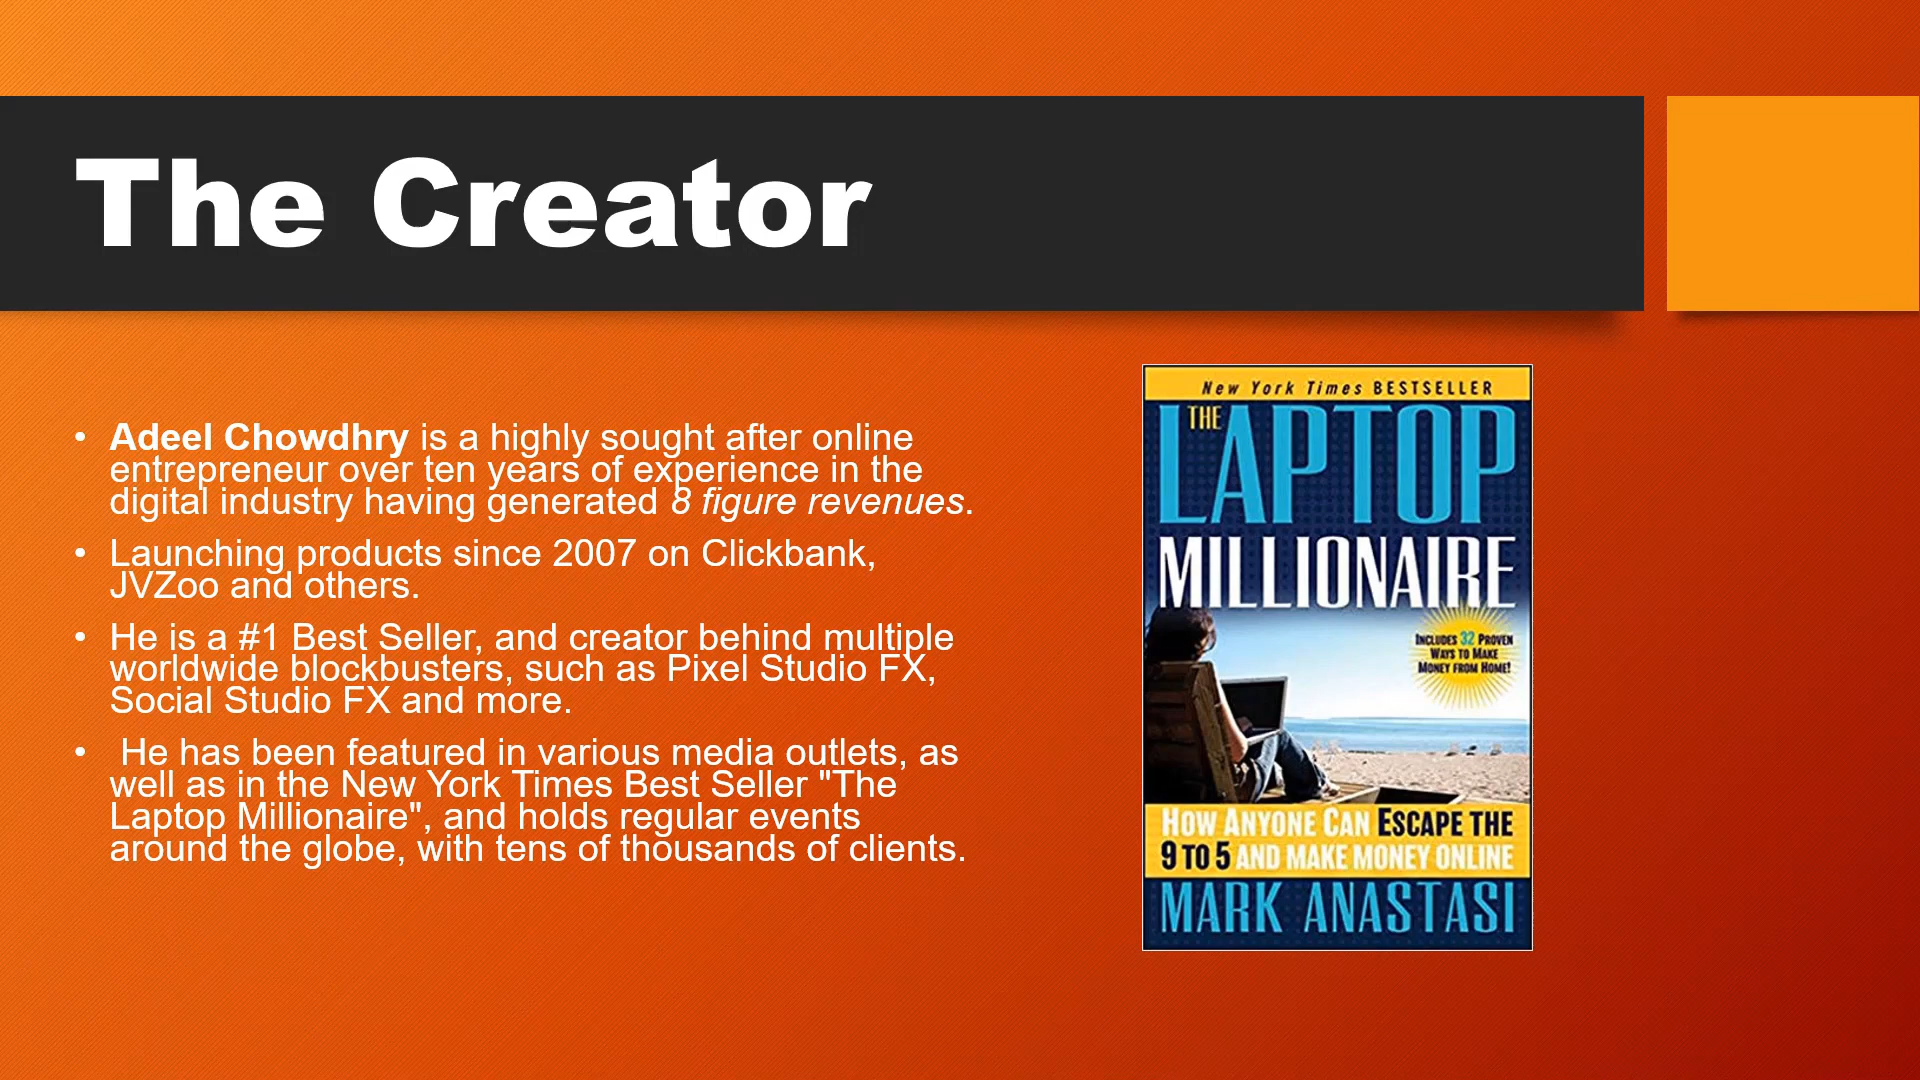 The Creator
• Adeel Chowdhry is a highly sought after online
entrepreneur over ten years of experience in the
digital industry having generated 8 figure revenues.
• Launching products since 2007 on Clickbank,
JVZoo and others.
• He is a #1 Best Seller, and creator behind multiple
worldwide blockbusters, such as Pixel Studio FX,
Social Studio FX and more.
• He has been featured in various media outlets, as
well as in the New York Times Best Seller "The
Laptop Millionaire", and holds regular events
around the globe, with tens of thousands of clients.
New York Times BESTSELLER
THE
LAPTOP
MILLIONAIRE
INCLUDES 32 PROVEN
WAYS TO MAKE
MONEY FROM HOME!
HOW ANYONE CAN ESCAPE THE
9 TO 5 AND MAKE MONEY ONLINE
MARK ANASTASI